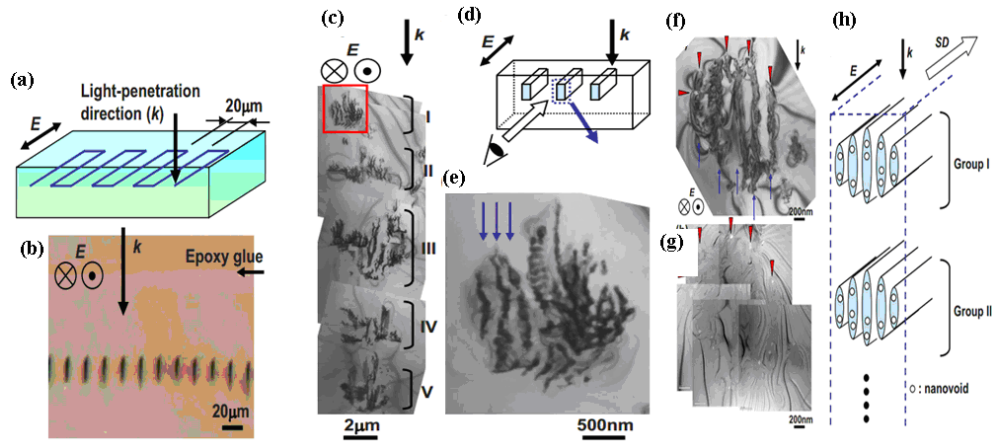 (a)
Light-penetration
direction (k)
20μm
E
(b)
k
E
Epoxy glue
20μm
(c)
E
k
I
II
III
IV
V
2μm
(d)
E
k
(e)
500nm
(f)
k
E
200nm
(g)
200nm
(h)
E
k
SD
Group I
Group II
: nanovoid